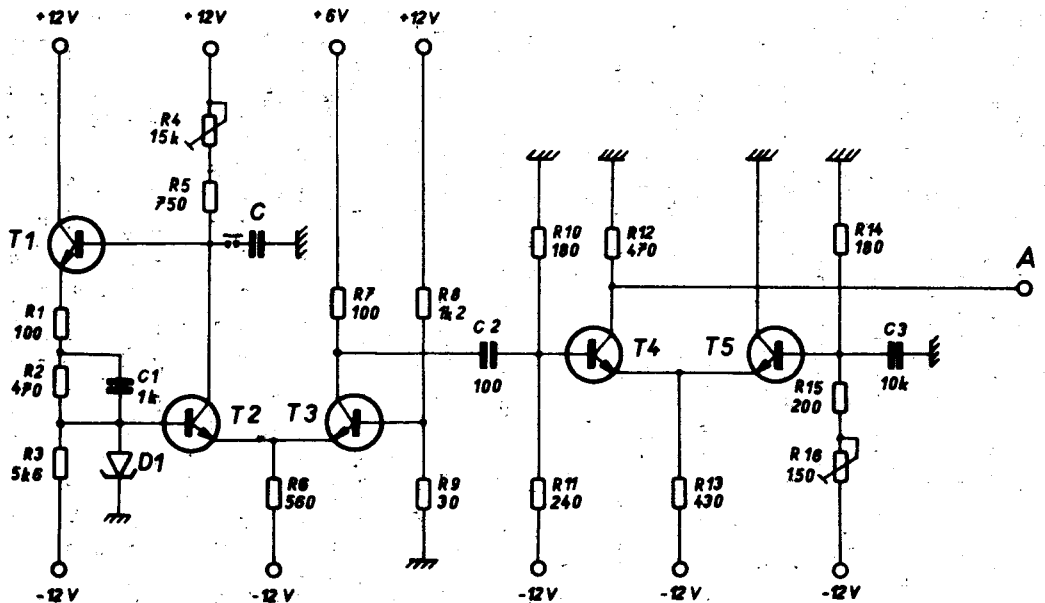 +12V
+12V
+6V
+12V
R4
15k
R5
750
C
T1
R10
180
R12
470
R14
180
A
R1
100
R7
100
R8
1k2
C2
100
T4
T5
C3
10k
R2
470
C1
1k
R15
200
T2
T3
R3
5k6
D1
R6
560
R9
30
R11
240
R13
430
R16
150
-12V
-12V
-12V
-12V
-12V